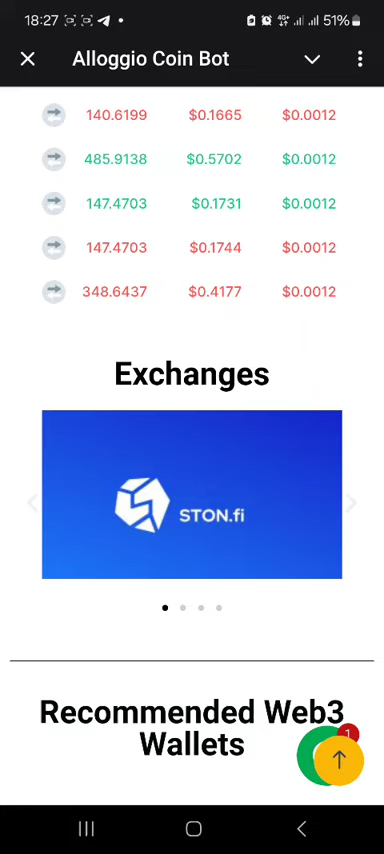 18:27 4G+ 51%
Alloggio Coin Bot
140.6199 $0.1665 $0.0012
485.9138 $0.5702 $0.0012
147.4703 $0.1731 $0.0012
147.4703 $0.1744 $0.0012
348.6437 $0.4177 $0.0012
Exchanges
STON.fi
Recommended Web3
Wallets
1